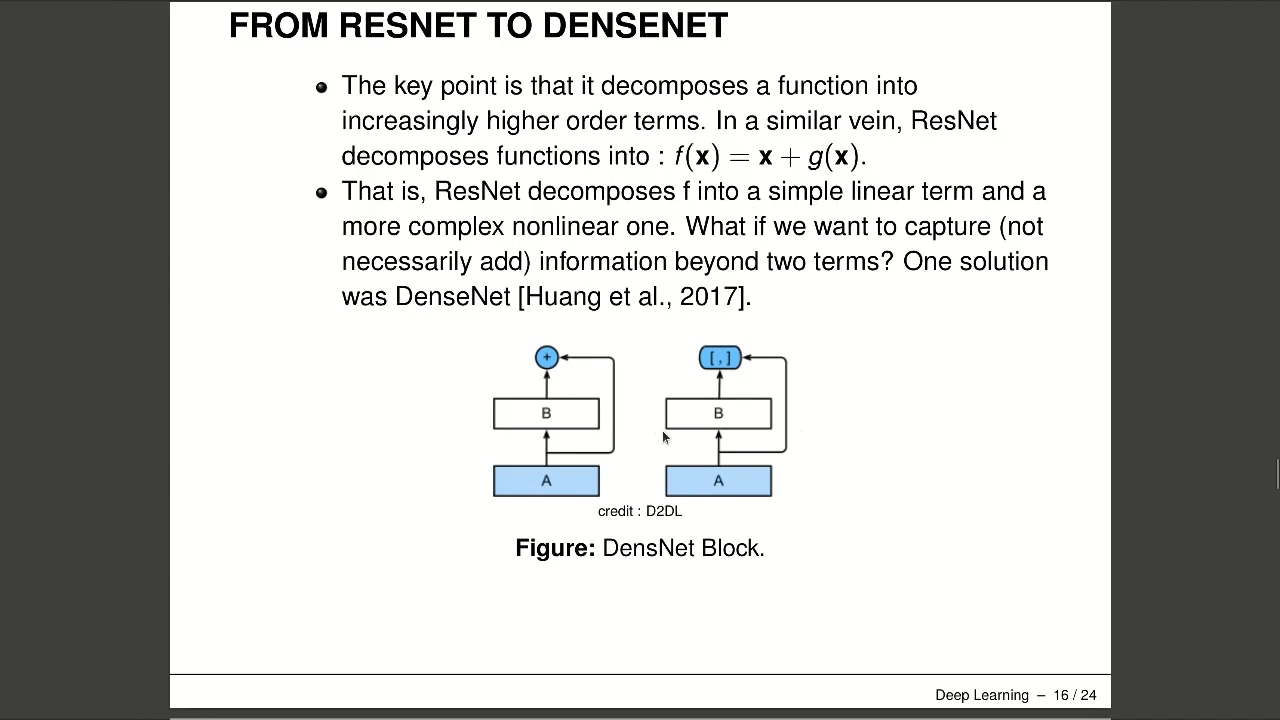 FROM RESNET TO DENSENET
The key point is that it decomposes a function into
increasingly higher order terms. In a similar vein, ResNet
decomposes functions into : f(x) = x + g(x).
That is, ResNet decomposes f into a simple linear term and a
more complex nonlinear one. What if we want to capture (not
necessarily add) information beyond two terms? One solution
was DenseNet [Huang et al., 2017].
+ [ , ]
B B
A A
credit : D2DL
Figure: DensNet Block.
Deep Learning – 16 / 24